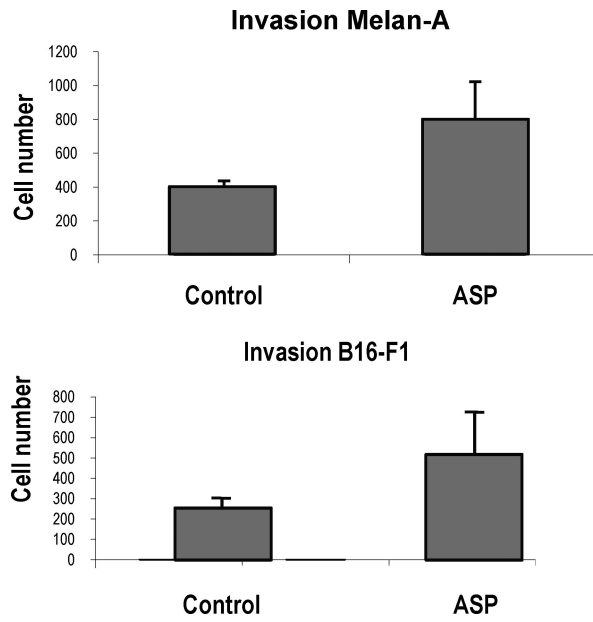 Invasion Melan-A
1200
1000
800
600
400
200
0
Cell number
Control ASP
Invasion B16-F1
800
700
600
500
400
300
200
100
0
Cell number
Control ASP